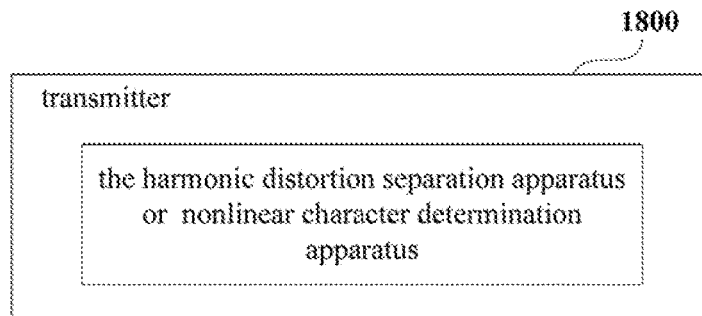 1800
transmitter
the harmonic distortion separation apparatus
or nonlinear character determination
apparatus